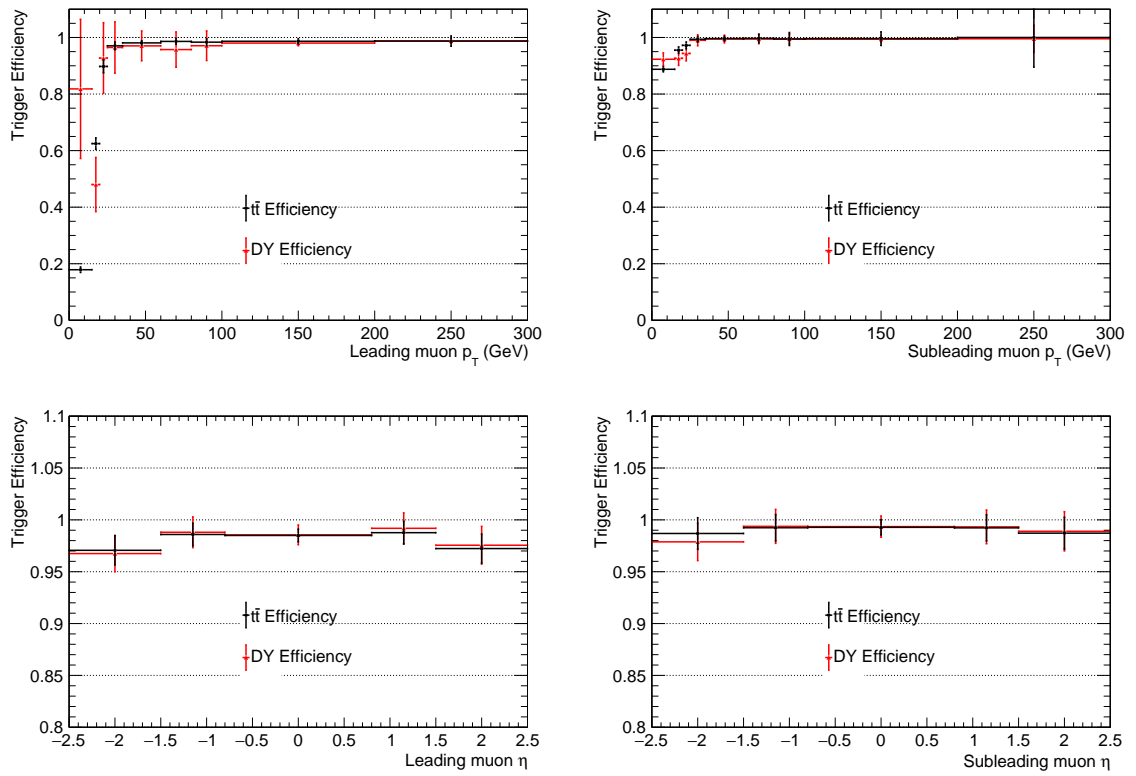 Trigger Efficiency
1
0.8
0.6
0.4
0.2
0
tt̄ Efficiency
DY Efficiency
0 50 100 150 200 250 300
Leading muon p_T (GeV)
Trigger Efficiency
1
0.8
0.6
0.4
0.2
0
tt̄ Efficiency
DY Efficiency
0 50 100 150 200 250 300
Subleading muon p_T (GeV)
Trigger Efficiency
1.1
1.05
1
0.95
0.9
0.85
0.8
tt̄ Efficiency
DY Efficiency
−2.5 −2 −1.5 −1 −0.5 0 0.5 1 1.5 2 2.5
Leading muon η
Trigger Efficiency
1.1
1.05
1
0.95
0.9
0.85
0.8
tt̄ Efficiency
DY Efficiency
−2.5 −2 −1.5 −1 −0.5 0 0.5 1 1.5 2 2.5
Subleading muon η